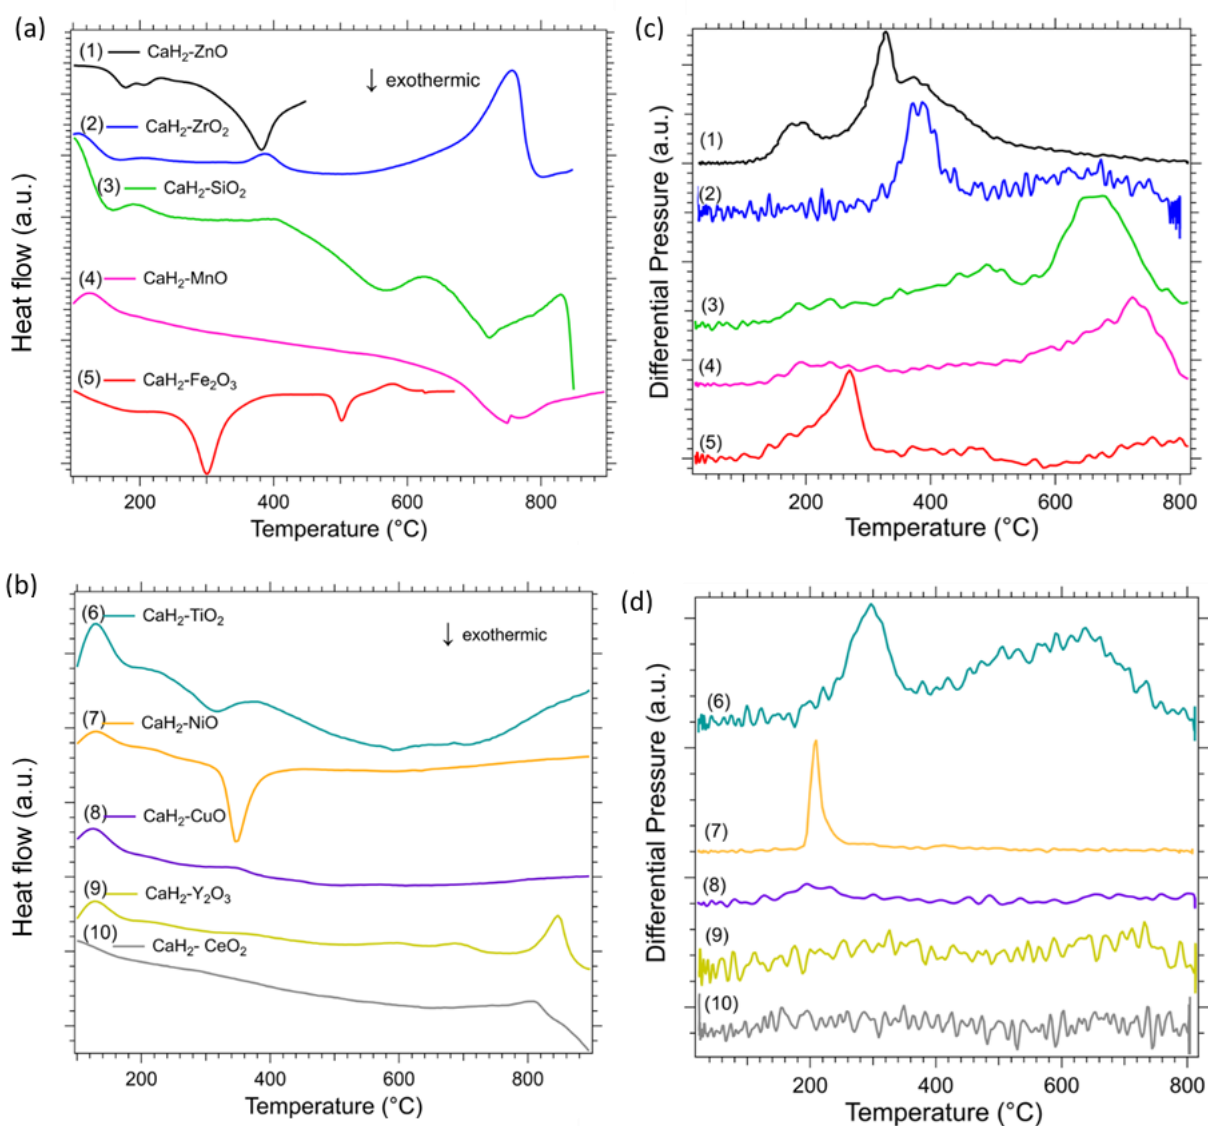 (a)
(1) CaH₂-ZnO
↓ exothermic
(2) CaH₂-ZrO₂
(3) CaH₂-SiO₂
(4) CaH₂-MnO
(5) CaH₂-Fe₂O₃
Heat flow (a.u.)
200 400 600 800
Temperature (°C)
(c)
(1)
(2)
(3)
(4)
(5)
Differential Pressure (a.u.)
200 400 600 800
Temperature (°C)
(b)
(6) CaH₂-TiO₂
↓ exothermic
(7) CaH₂-NiO
(8) CaH₂-CuO
(9) CaH₂-Y₂O₃
(10) CaH₂- CeO₂
Heat flow (a.u.)
200 400 600 800
Temperature (°C)
(d)
(6)
(7)
(8)
(9)
(10)
Differential Pressure (a.u.)
200 400 600 800
Temperature (°C)